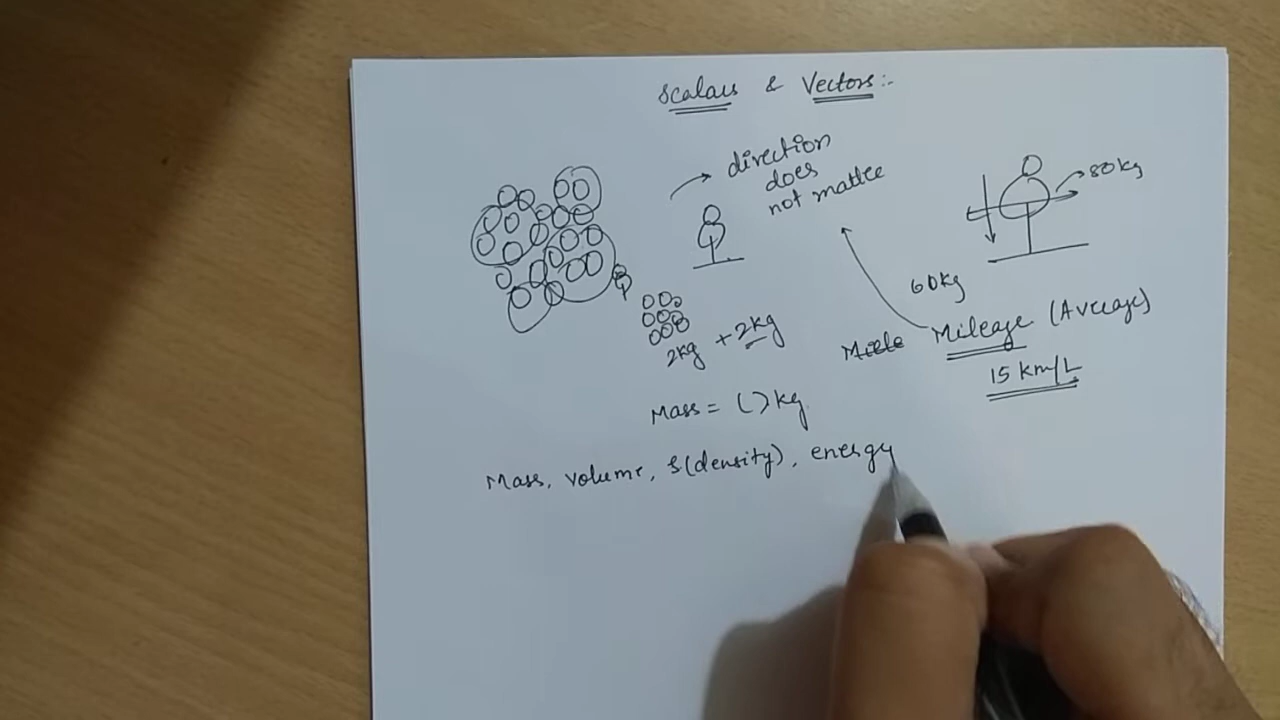 Scalars & Vectors:-
direction
does
not matter
80kg
60kg
Miele Mileage (Average)
15 km/L
2kg + 2kg
Mass = ( ) kg
Mass, volume, ρ(density), energy